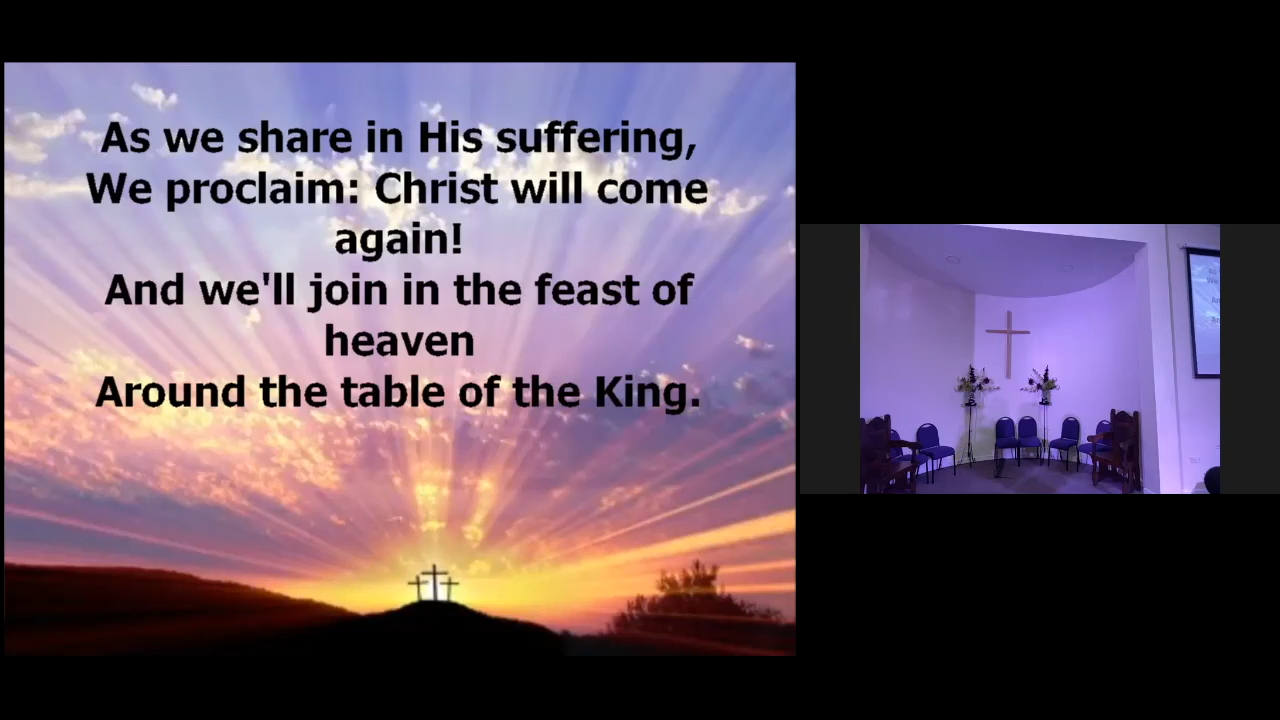 As we share in His suffering,
We proclaim: Christ will come
again!
And we'll join in the feast of
heaven
Around the table of the King.